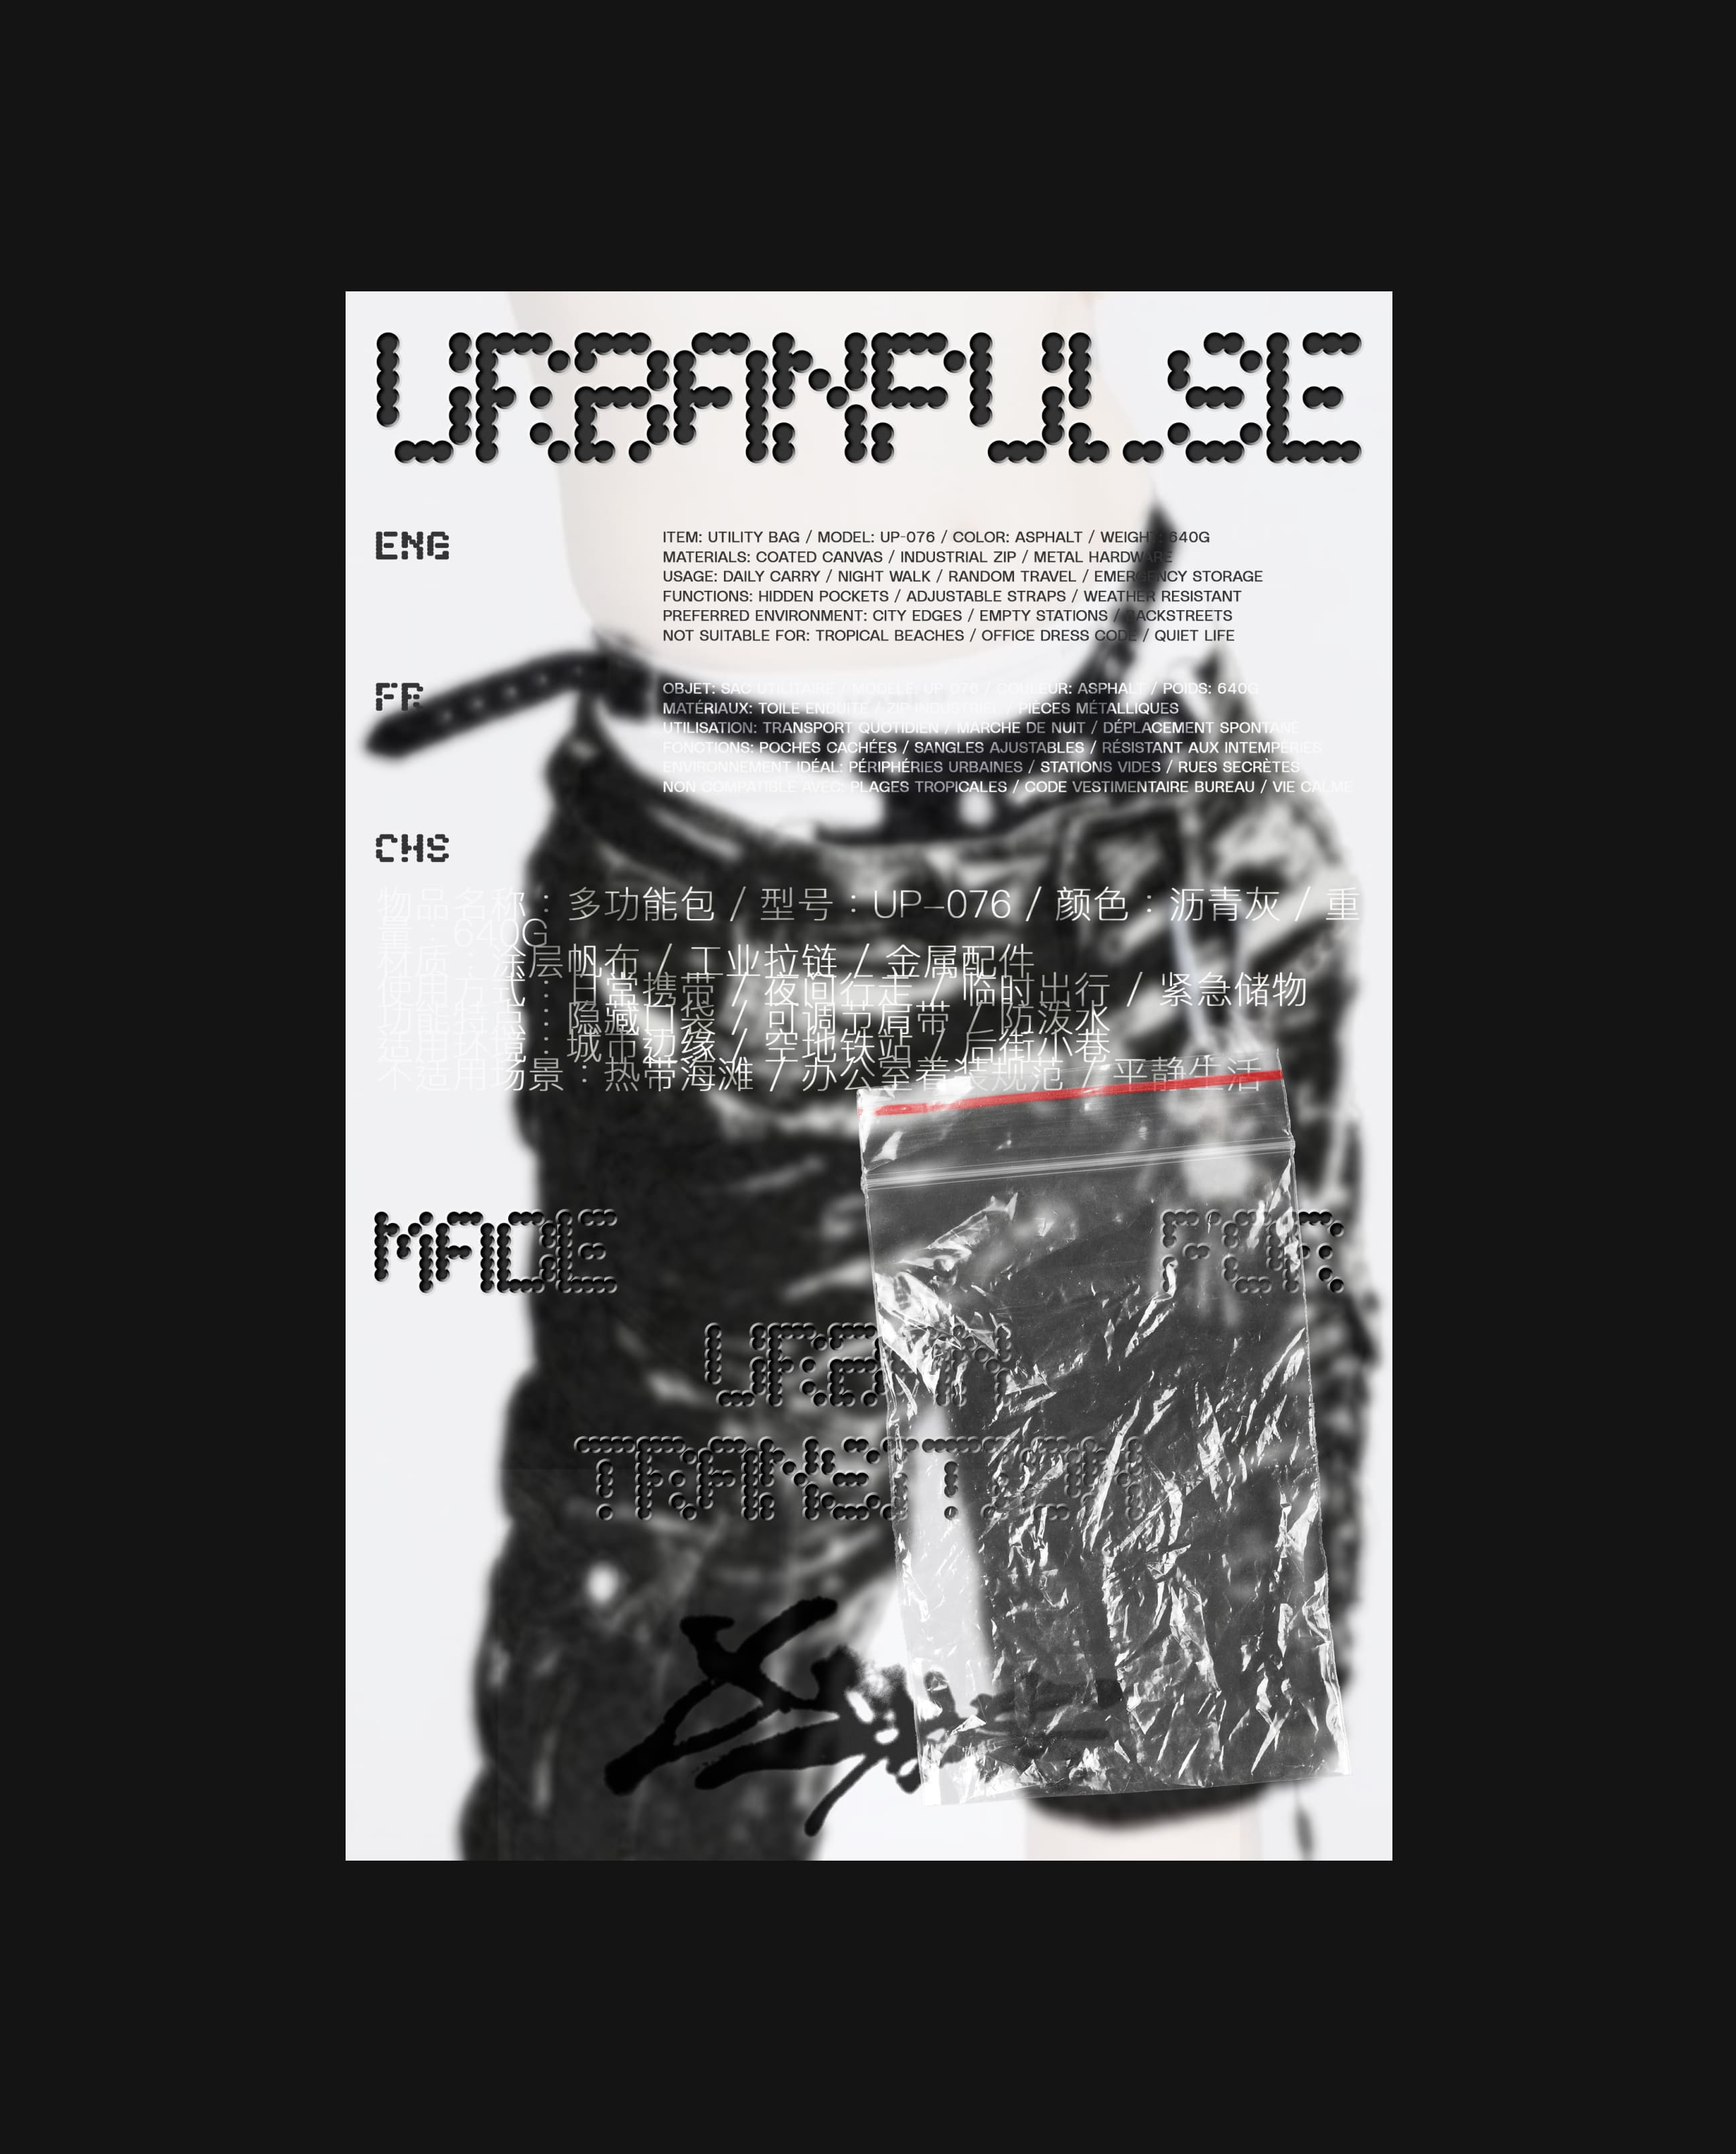 URBANPULSE
ENG
ITEM: UTILITY BAG / MODEL: UP-076 / COLOR: ASPHALT / WEIGHT: 640G
MATERIALS: COATED CANVAS / INDUSTRIAL ZIP / METAL HARDWARE
USAGE: DAILY CARRY / NIGHT WALK / RANDOM TRAVEL / EMERGENCY STORAGE
FUNCTIONS: HIDDEN POCKETS / ADJUSTABLE STRAPS / WEATHER RESISTANT
PREFERRED ENVIRONMENT: CITY EDGES / EMPTY STATIONS / BACKSTREETS
NOT SUITABLE FOR: TROPICAL BEACHES / OFFICE DRESS CODE / QUIET LIFE
FR
OBJET: SAC UTILITAIRE / MODÈLE: UP-076 / COULEUR: ASPHALT / POIDS: 640G
MATÉRIAUX: TOILE ENDUITE / ZIP INDUSTRIEL / PIÈCES MÉTALLIQUES
UTILISATION: TRANSPORT QUOTIDIEN / MARCHE DE NUIT / DÉPLACEMENT SPONTANÉ
FONCTIONS: POCHES CACHÉES / SANGLES AJUSTABLES / RÉSISTANT AUX INTEMPÉRIES
ENVIRONNEMENT IDÉAL: PÉRIPHÉRIES URBAINES / STATIONS VIDES / RUES SECRÈTES
NON COMPATIBLE AVEC: PLAGES TROPICALES / CODE VESTIMENTAIRE BUREAU / VIE CALME
CHS
物品名称：多功能包 / 型号：UP-076 / 颜色：沥青灰 / 重
量：640G
材质：涂层帆布 / 工业拉链 / 金属配件
使用方式：日常携带 / 夜间行走 / 临时出行 / 紧急储物
功能特点：隐藏口袋 / 可调节肩带 / 防泼水
适用环境：城市边缘 / 空地铁站 / 后街小巷
不适用场景：热带海滩 / 办公室着装规范 / 平静生活
MADE FOR
URBAN
TRANSITION